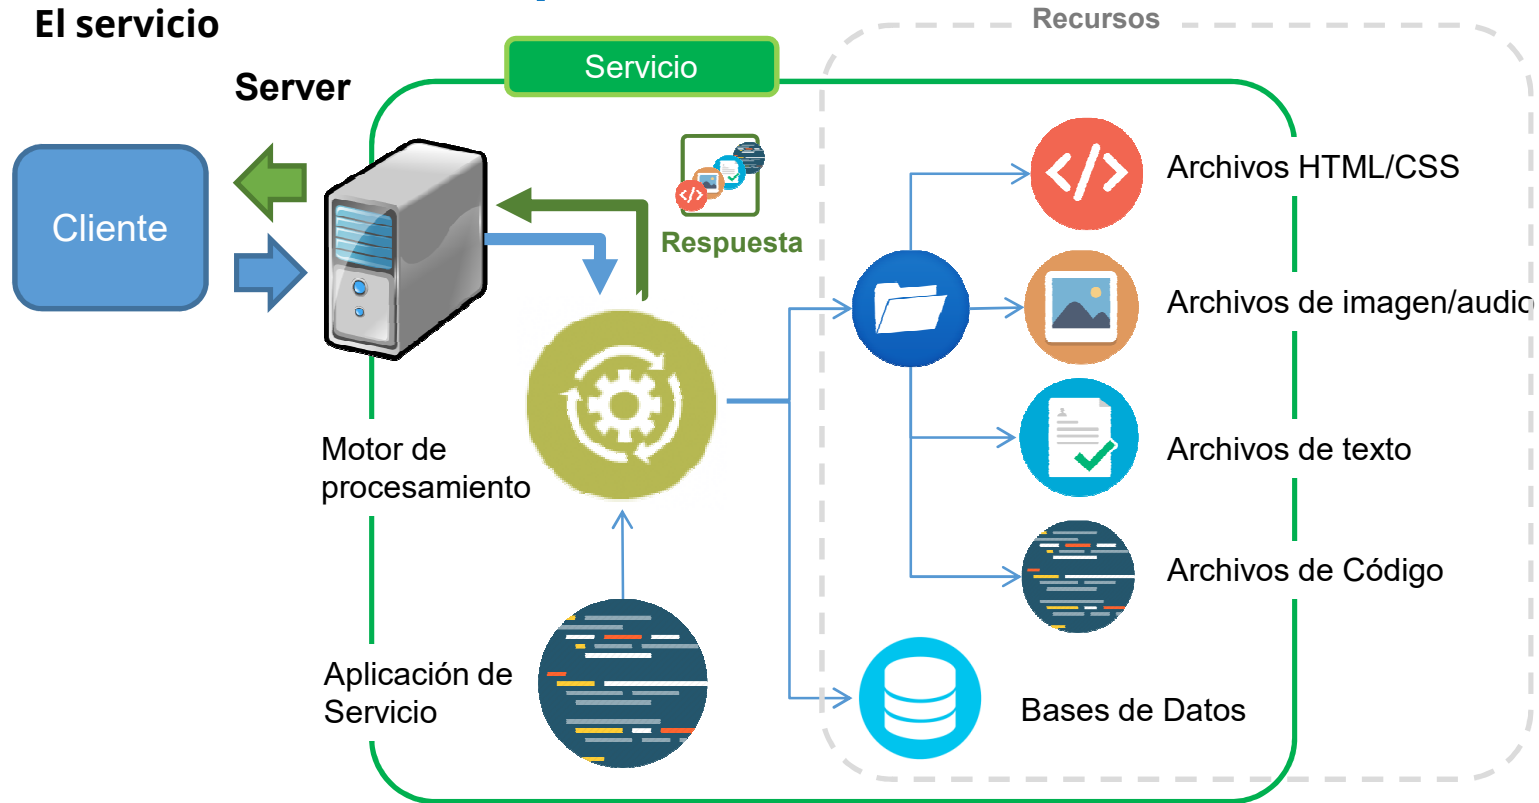 El servicio
Recursos
Servicio
Server
Cliente
Respuesta
Archivos HTML/CSS
Archivos de imagen/audio
Archivos de texto
Archivos de Código
Motor de
procesamiento
Aplicación de
Servicio
Bases de Datos